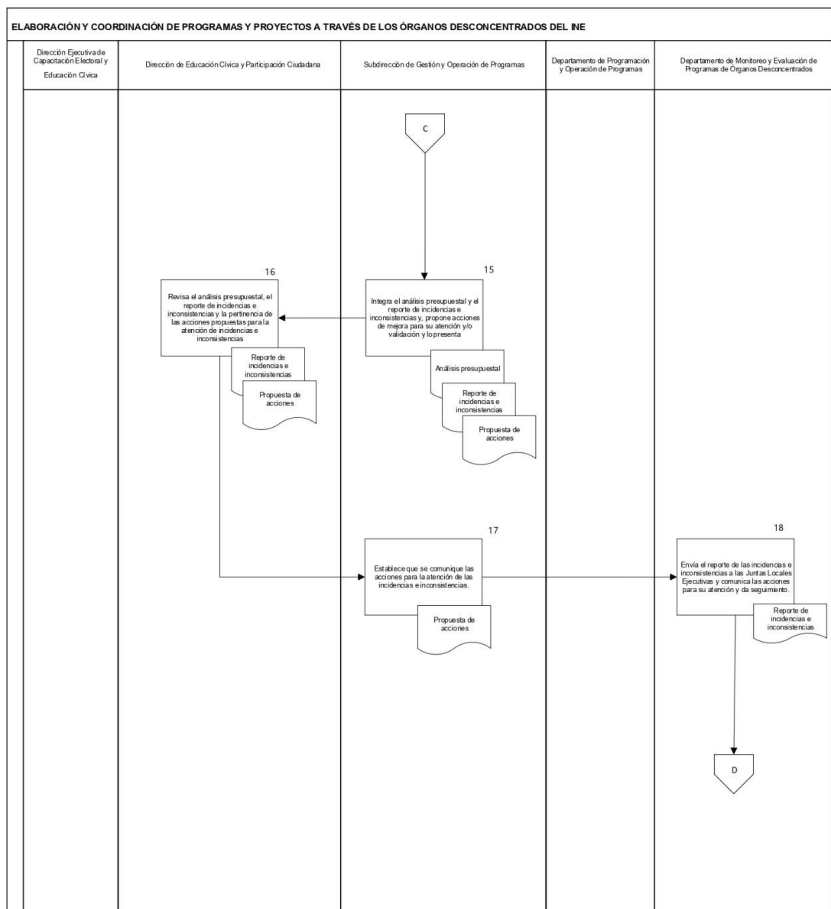 ELABORACIÓN Y COORDINACIÓN DE PROGRAMAS Y PROYECTOS A TRAVÉS DE LOS ÓRGANOS DESCONCENTRADOS DEL INE
Dirección Ejecutiva de
Capacitación Electoral y
Educación Cívica
Dirección de Educación Cívica y Participación Ciudadana
Subdirección de Gestión y Operación de Programas
Departamento de Programación
y Operación de Programas
Departamento de Monitoreo y Evaluación de
Programas de Órganos Desconcentrados
C
15
Integra el análisis presupuestal y el
reporte de incidencias e
inconsistencias y, propone acciones
de mejora para su atención y/o
validación y lo presenta
Análisis presupuestal
Reporte de
incidencias e
inconsistencias
Propuesta de
acciones
16
Revisa el análisis presupuestal, el
reporte de incidencias e
inconsistencias y la pertinencia de
las acciones propuestas para la
atención de incidencias e
inconsistencias
Reporte de
incidencias e
inconsistencias
Propuesta de
acciones
17
Establece que se comunique las
acciones para la atención de las
incidencias e inconsistencias.
Propuesta de
acciones
18
Envía el reporte de las incidencias e
inconsistencias a las Juntas Locales
Ejecutivas y comunica las acciones
para su atención y da seguimiento.
Reporte de
incidencias e
inconsistencias
D